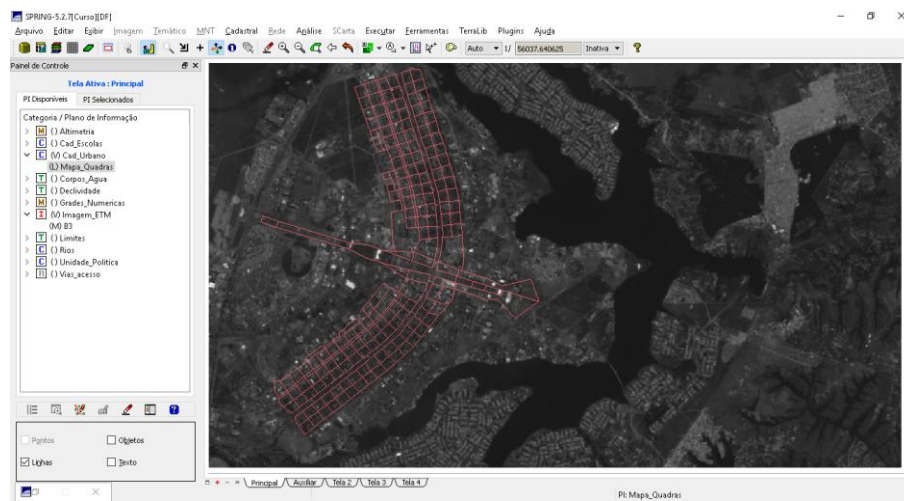 SPRING-5.2.7[Curso][DF]
Arquivo Editar Exibir Imagem Temático MNT Cadastral Rede Análise SCarta Executar Ferramentas TerraLib Plugins Ajuda
Auto 1/ 56037.640625 Inativa
Painel de Controle
Tela Ativa : Principal
PI Disponíveis PI Selecionados
Categoria / Plano de Informação
M () Altimetria
C () Cad_Escolas
C (V) Cad_Urbano
(L) Mapa_Quadras
T () Corpos_Agua
T () Declividade
M () Grades_Numericas
I (V) Imagem_ETM
(M) B3
T () Limites
C () Rios
C () Unidade_Politica
() Vias_acesso
Pontos Objetos
Linhas Texto
Principal Auxiliar Tela 2 Tela 3 Tela 4
PI: Mapa_Quadras